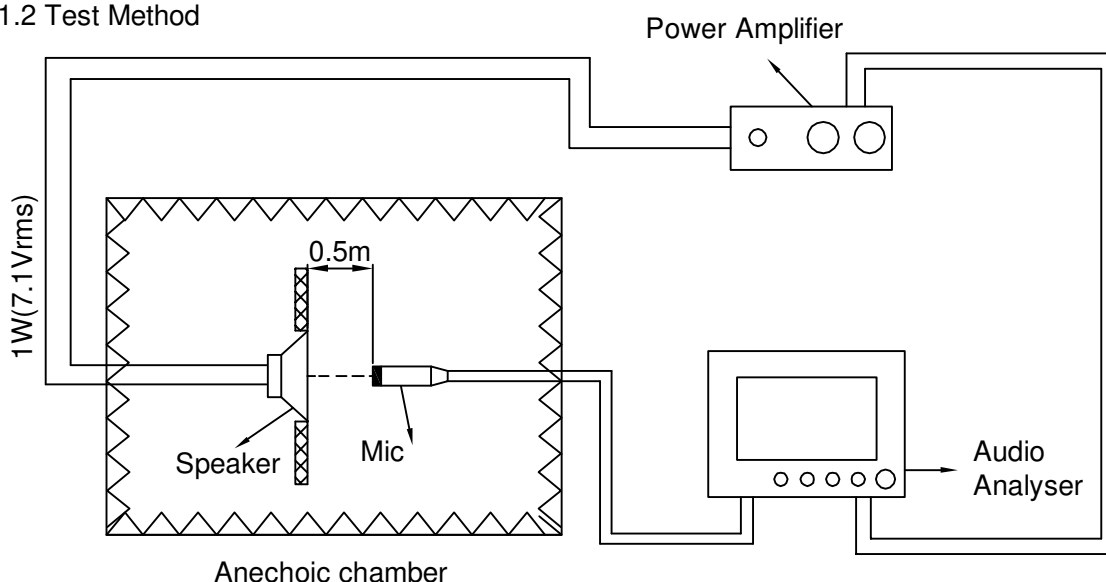 1.2 Test Method
Power Amplifier
1W(7.1Vrms)
0.5m
Speaker
Mic
Audio
Analyser
Anechoic chamber